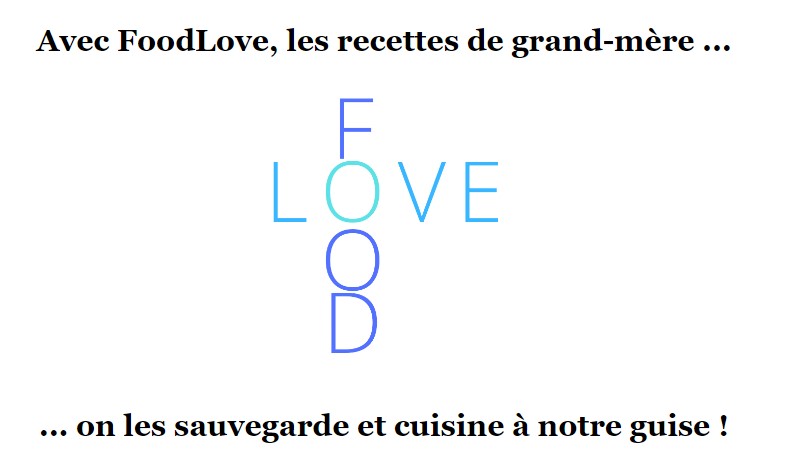 Avec FoodLove, les recettes de grand-mère ...
F
LOVE
O
D
... on les sauvegarde et cuisine à notre guise !